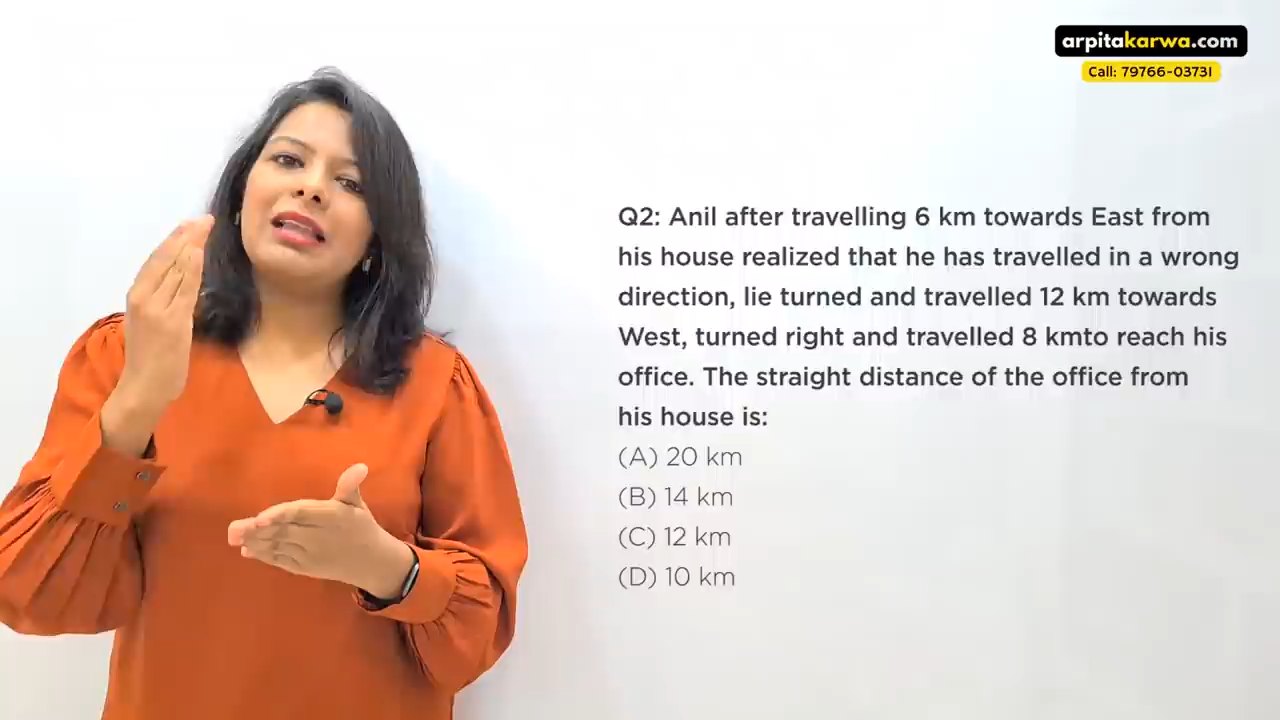 arpitakarwa.com
Call: 79766-03731
Q2: Anil after travelling 6 km towards East from
his house realized that he has travelled in a wrong
direction, lie turned and travelled 12 km towards
West, turned right and travelled 8 kmto reach his
office. The straight distance of the office from
his house is:
(A) 20 km
(B) 14 km
(C) 12 km
(D) 10 km